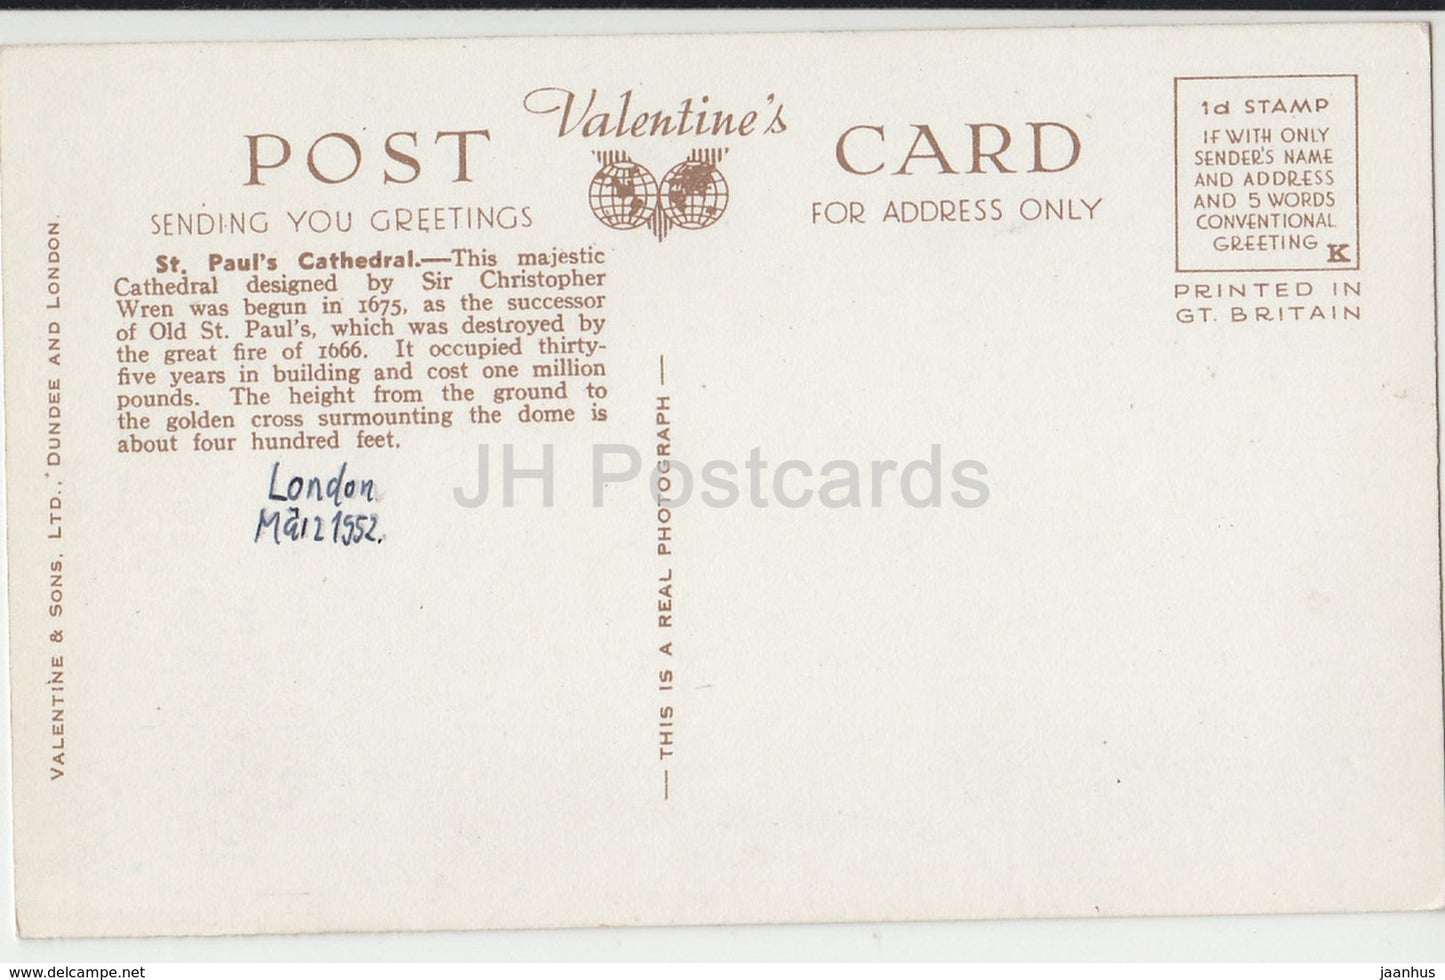 POST Valentine's CARD
SENDING YOU GREETINGS
FOR ADDRESS ONLY
1d STAMP
IF WITH ONLY
SENDER'S NAME
AND ADDRESS
AND 5 WORDS
CONVENTIONAL
GREETING K
PRINTED IN
GT. BRITAIN
St. Paul's Cathedral.—This majestic
Cathedral designed by Sir Christopher
Wren was begun in 1675, as the successor
of Old St. Paul's, which was destroyed by
the great fire of 1666. It occupied thirty-
five years in building and cost one million
pounds. The height from the ground to
the golden cross surmounting the dome is
about four hundred feet.
London
März 1952.
VALENTINE & SONS. LTD., DUNDEE AND LONDON.
— THIS IS A REAL PHOTOGRAPH —
JH Postcards
www.delcampe.net
jaanhus